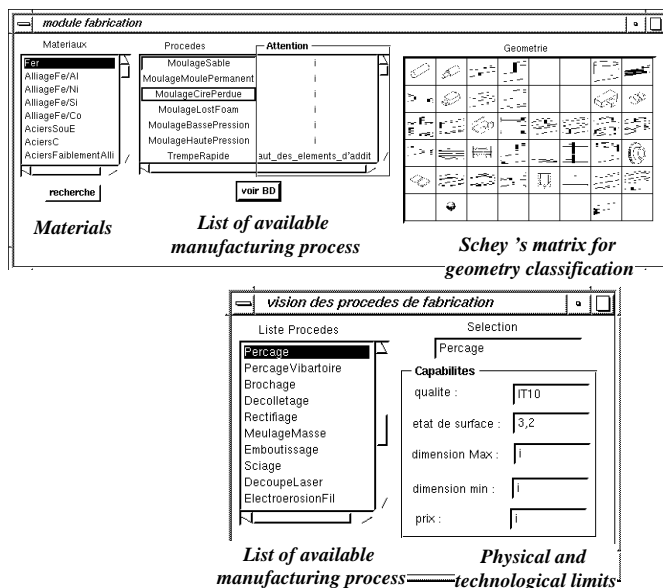 module fabrication
Materiaux
Procedes
Attention
Geometrie
Fer
AlliageFe/Al
AlliageFe/Ni
AlliageFe/Si
AlliageFe/Co
AciersSouE
AciersC
AciersFaiblementAlli
MoulageSable
i
MoulageMoulePermanent
i
MoulageCirePerdue
i
MoulageLostFoam
i
MoulageBassePression
i
MoulageHautePression
i
TrempeRapide
aut_des_elements_d'addit
recherche
voir BD
Materials
List of available
manufacturing process
Schey 's matrix for
geometry classification
vision des procedes de fabrication
Liste Procedes
Percage
PercageVibartoire
Brochage
Decolletage
Rectifiage
MeulageMasse
Emboutissage
Sciage
DecoupeLaser
ElectroerosionFil
Selection
Percage
Capabilites
qualite : IT10
etat de surface : 3,2
dimension Max : i
dimension min : i
prix : i
List of available
manufacturing process
Physical and
technological limits